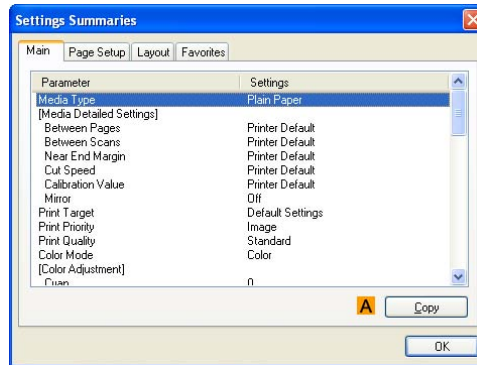 Settings Summaries
Main Page Setup Layout Favorites
Parameter Settings
Media Type Plain Paper
[Media Detailed Settings]
Between Pages Printer Default
Between Scans Printer Default
Near End Margin Printer Default
Cut Speed Printer Default
Calibration Value Printer Default
Mirror Off
Print Target Default Settings
Print Priority Image
Print Quality Standard
Color Mode Color
[Color Adjustment]
Cyan 0
A Copy
OK